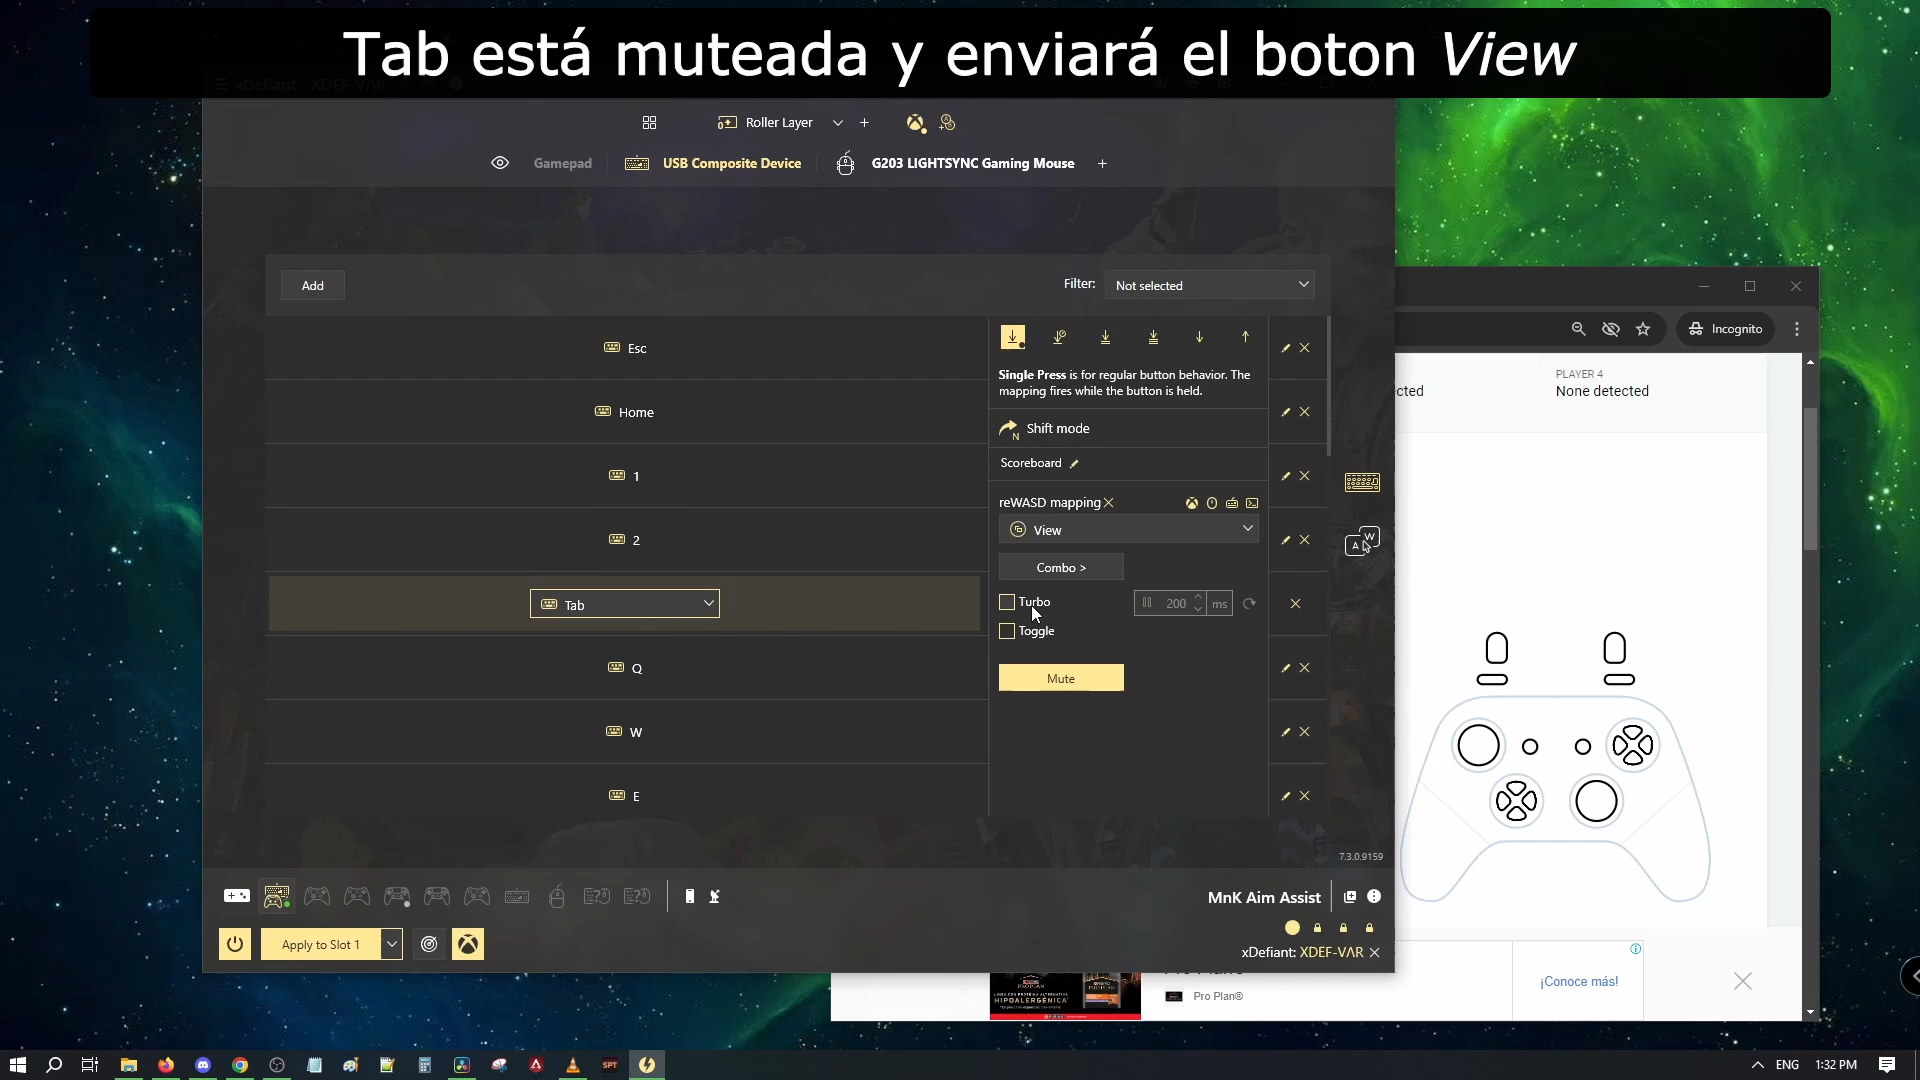 Tab está muteada y enviará el boton View
Roller Layer
Gamepad
USB Composite Device
G203 LIGHTSYNC Gaming Mouse
Add
Filter:
Not selected
Esc
Home
1
2
Tab
Q
W
E
Single Press is for regular button behavior. The
mapping fires while the button is held.
Shift mode
Scoreboard
reWASD mapping
View
Combo >
Turbo
200
ms
Toggle
Mute
7.3.0.9159
MnK Aim Assist
Apply to Slot 1
xDefiant: XDEF-VAR
Incognito
cted
PLAYER 4
None detected
HIPOALERGÉNICA
Pro Plan®
¡Conoce más!
SPT
ENG
1:32 PM